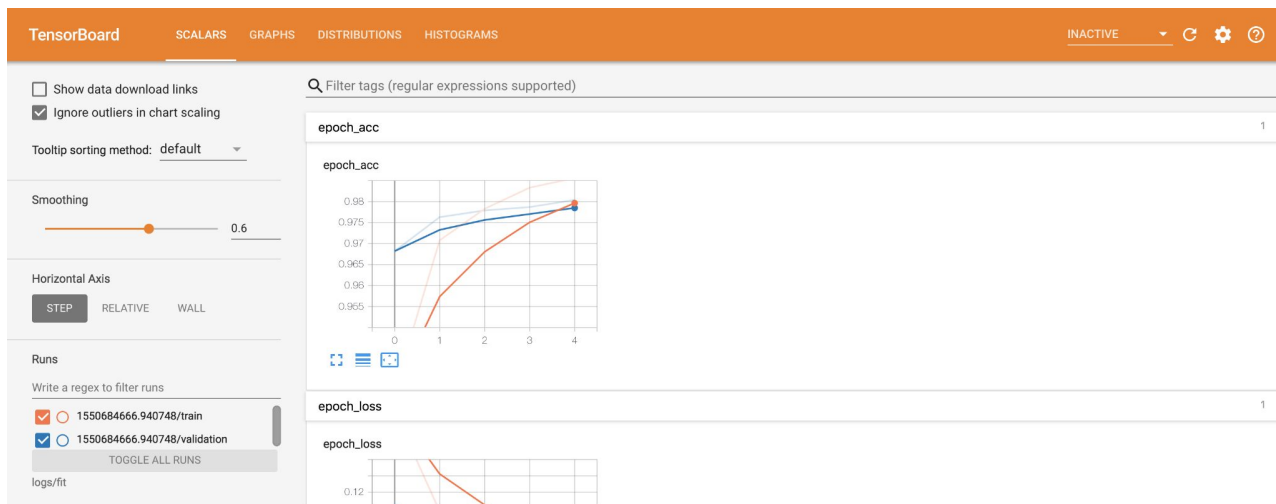 TensorBoard SCALARS GRAPHS DISTRIBUTIONS HISTOGRAMS INACTIVE
Show data download links
Ignore outliers in chart scaling
Tooltip sorting method: default
Smoothing
0.6
Horizontal Axis
STEP RELATIVE WALL
Runs
Write a regex to filter runs
1550684666.940748/train
1550684666.940748/validation
TOGGLE ALL RUNS
logs/fit
Filter tags (regular expressions supported)
epoch_acc 1
epoch_acc
0.98
0.975
0.97
0.965
0.96
0.955
0 1 2 3 4
epoch_loss 1
epoch_loss
0.12